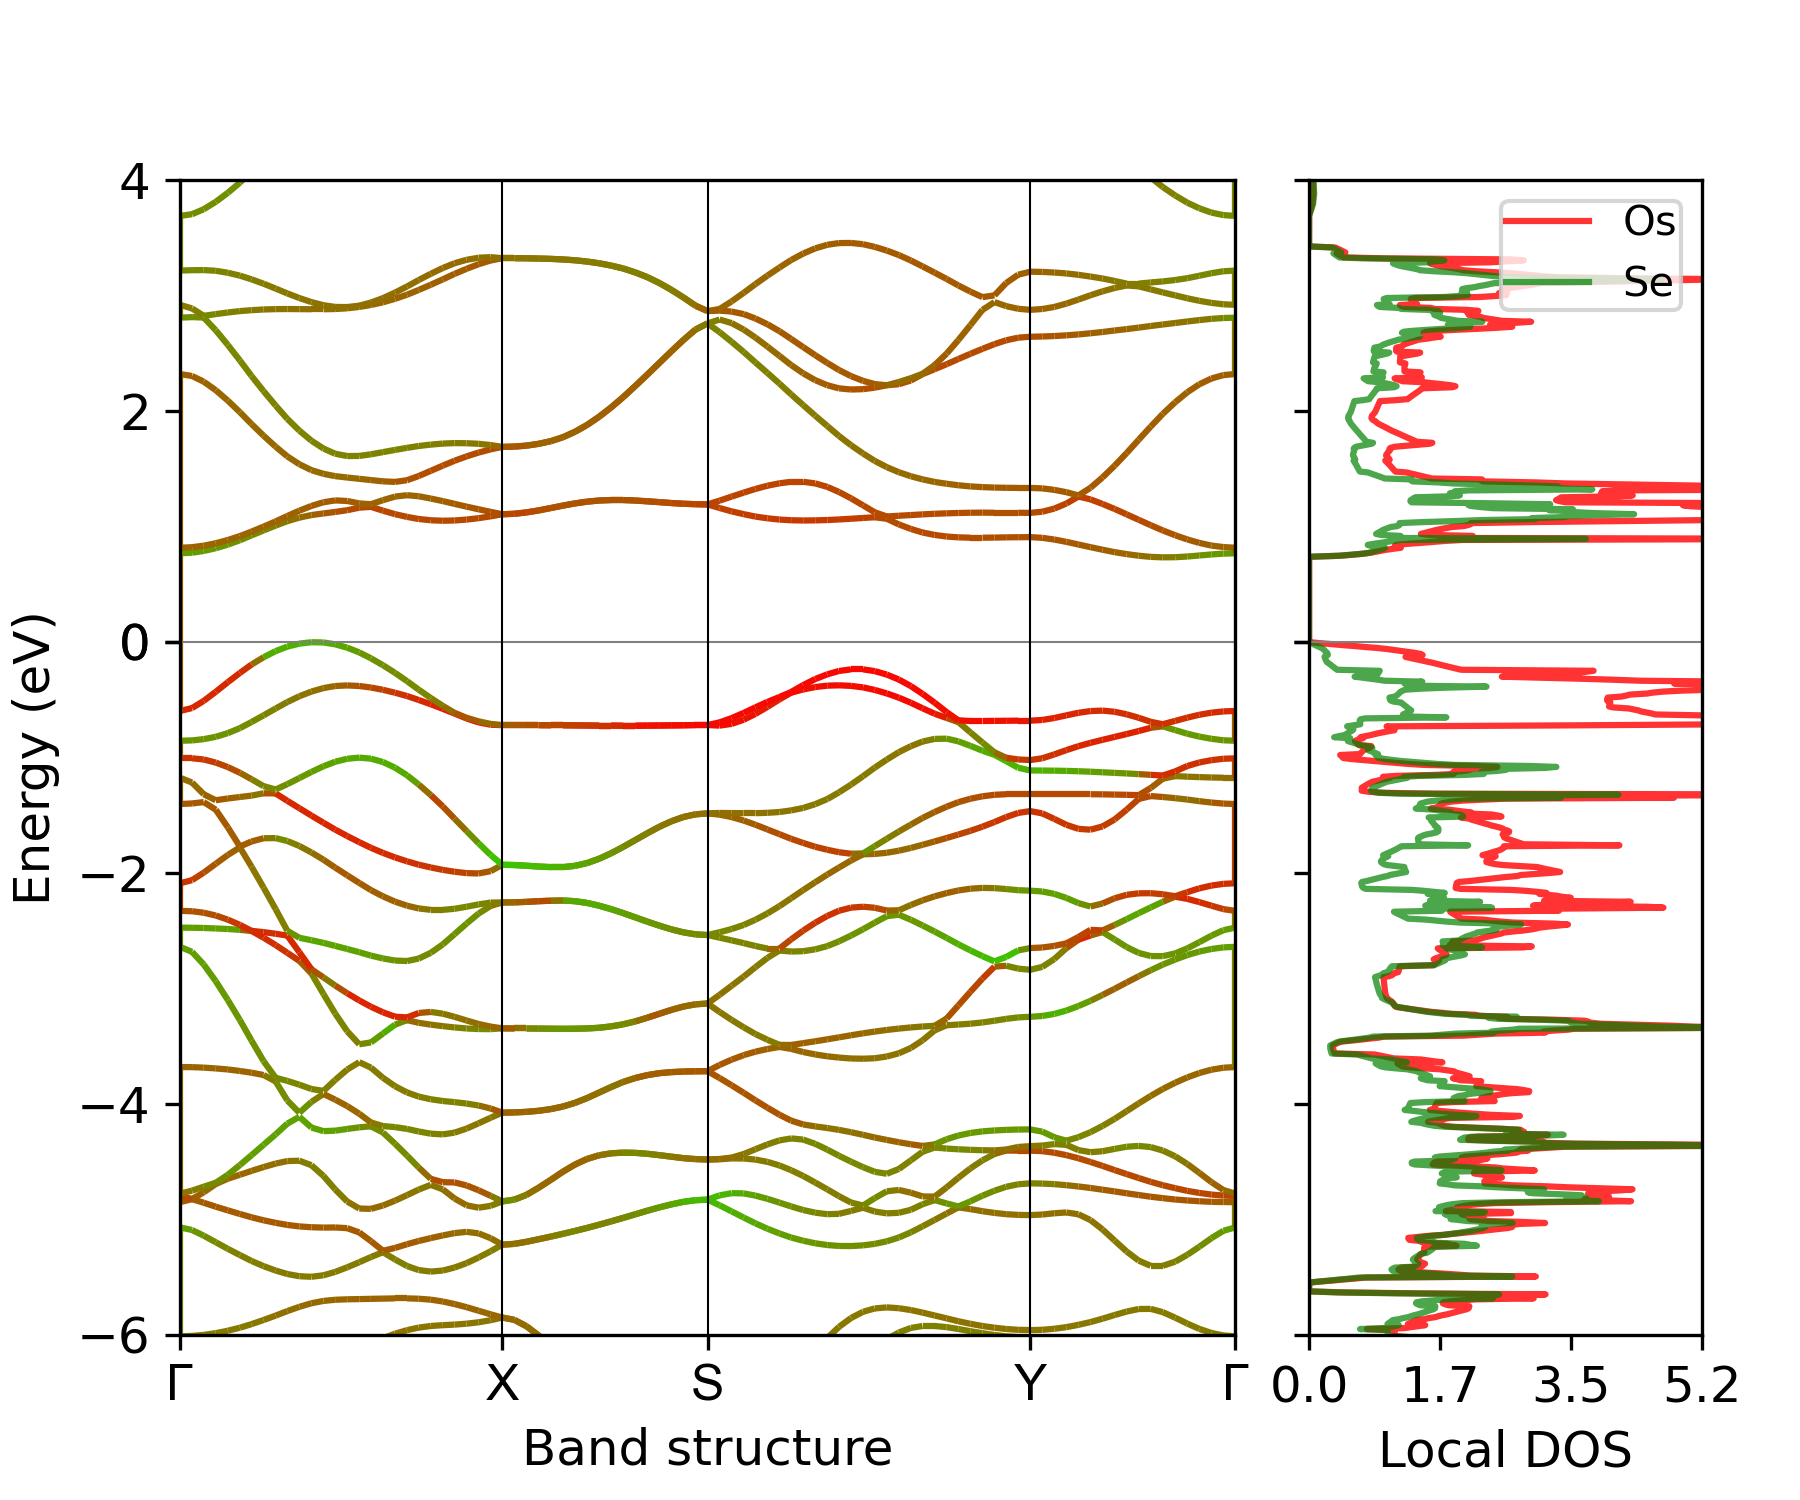 Energy (eV)
4
2
0
−2
−4
−6
Γ X S Y Γ
Band structure
Os
Se
0.0 1.7 3.5 5.2
Local DOS